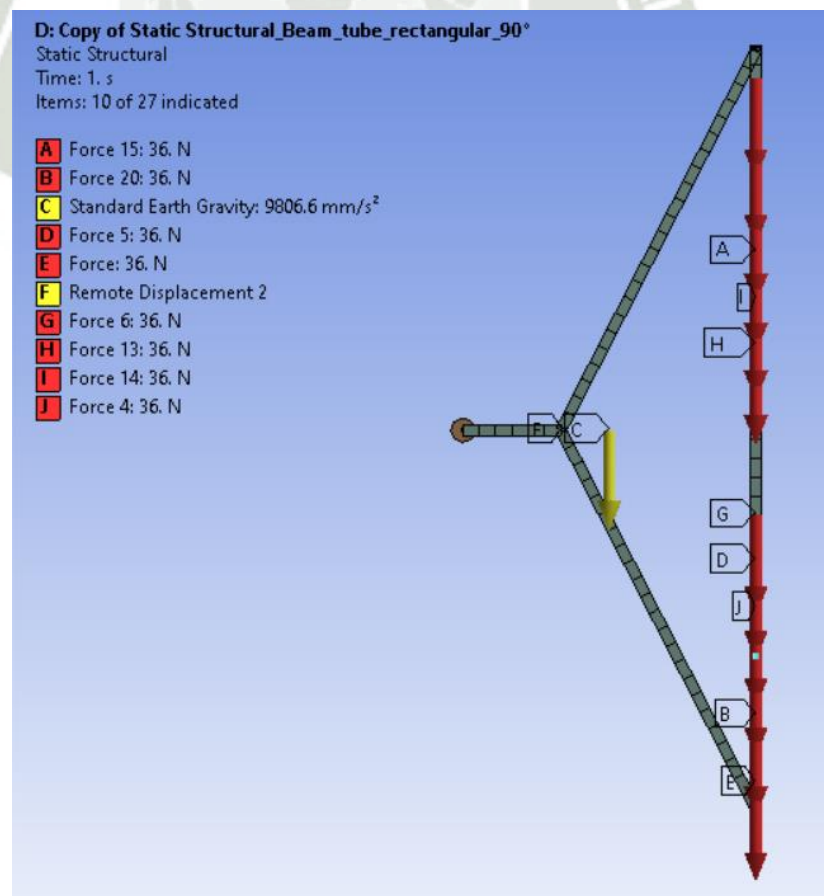 D: Copy of Static Structural_Beam_tube_rectangular_90°
Static Structural
Time: 1. s
Items: 10 of 27 indicated
A Force 15: 36. N
B Force 20: 36. N
C Standard Earth Gravity: 9806.6 mm/s²
D Force 5: 36. N
E Force: 36. N
F Remote Displacement 2
G Force 6: 36. N
H Force 13: 36. N
I Force 14: 36. N
J Force 4: 36. N
A
I
H
F C
G
D
J
B
E